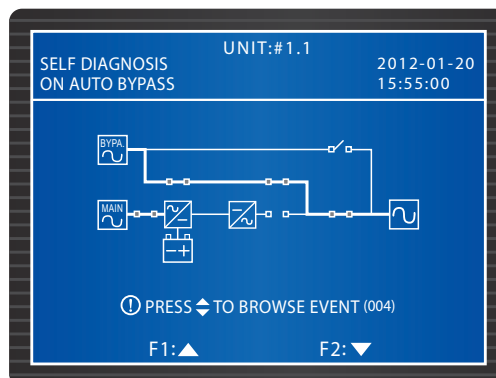 UNIT:#1.1
SELF DIAGNOSIS
2012-01-20
ON AUTO BYPASS
15:55:00
BYPA.
MAIN
PRESS TO BROWSE EVENT (004)
F1: F2: